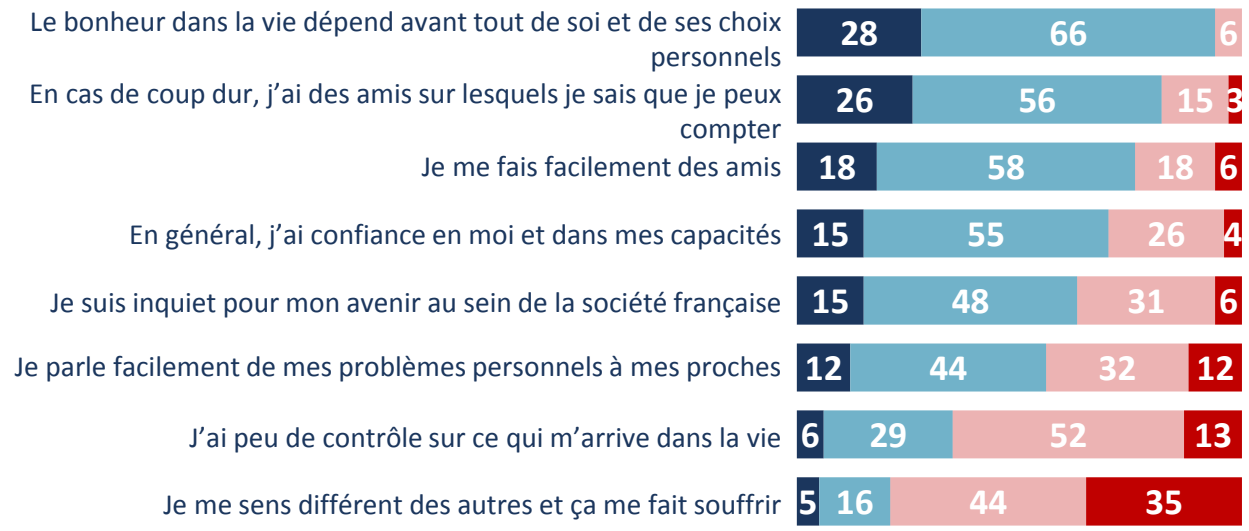 Le bonheur dans la vie dépend avant tout de soi et de ses choix
personnels
28 66 6
En cas de coup dur, j’ai des amis sur lesquels je sais que je peux
compter
26 56 15 3
Je me fais facilement des amis
18 58 18 6
En général, j’ai confiance en moi et dans mes capacités
15 55 26 4
Je suis inquiet pour mon avenir au sein de la société française
15 48 31 6
Je parle facilement de mes problèmes personnels à mes proches
12 44 32 12
J’ai peu de contrôle sur ce qui m’arrive dans la vie
6 29 52 13
Je me sens différent des autres et ça me fait souffrir
5 16 44 35